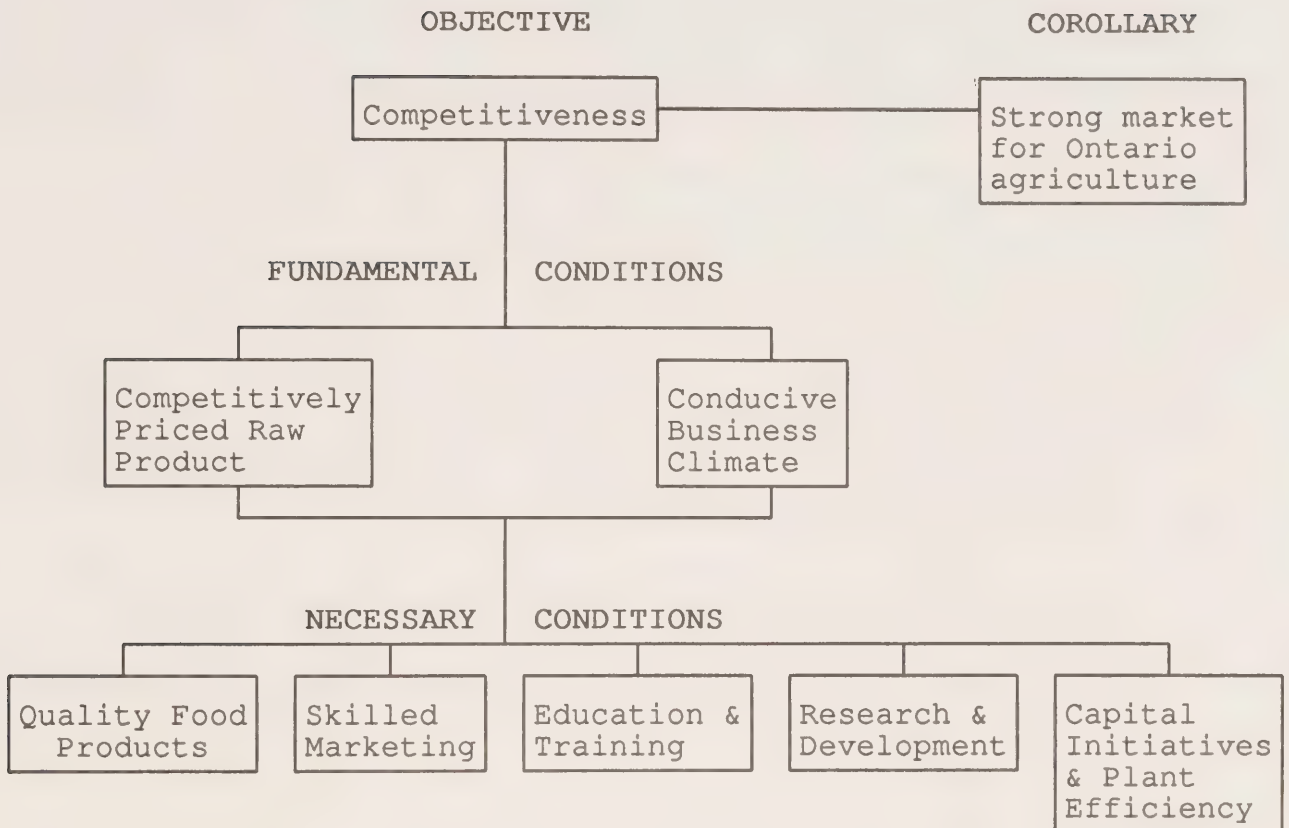 OBJECTIVE
COROLLARY
Competitiveness
Strong market
for Ontario
agriculture
FUNDAMENTAL CONDITIONS
Competitively
Priced Raw
Product
Conducive
Business
Climate
NECESSARY CONDITIONS
Quality Food
Products
Skilled
Marketing
Education &
Training
Research &
Development
Capital
Initiatives
& Plant
Efficiency